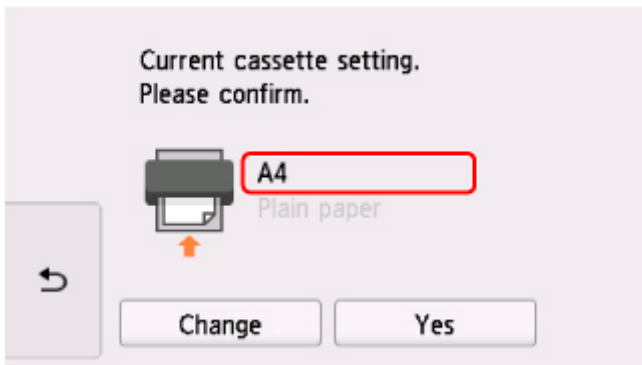 Current cassette setting.
Please confirm.
A4
Plain paper
Change
Yes